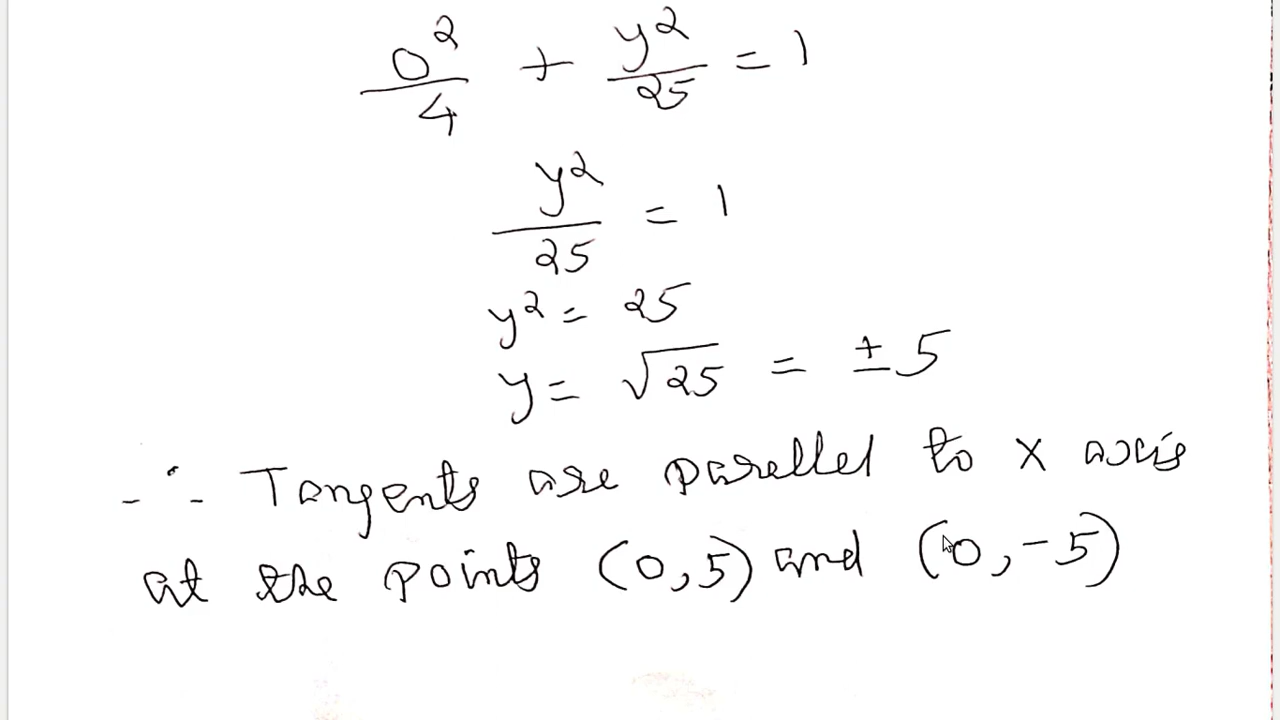 0²/4 + y²/25 = 1
y²/25 = 1
y² = 25
y = √25 = ±5
∴ Tangents are parellel to x axis
at the points (0,5) and (0,-5)